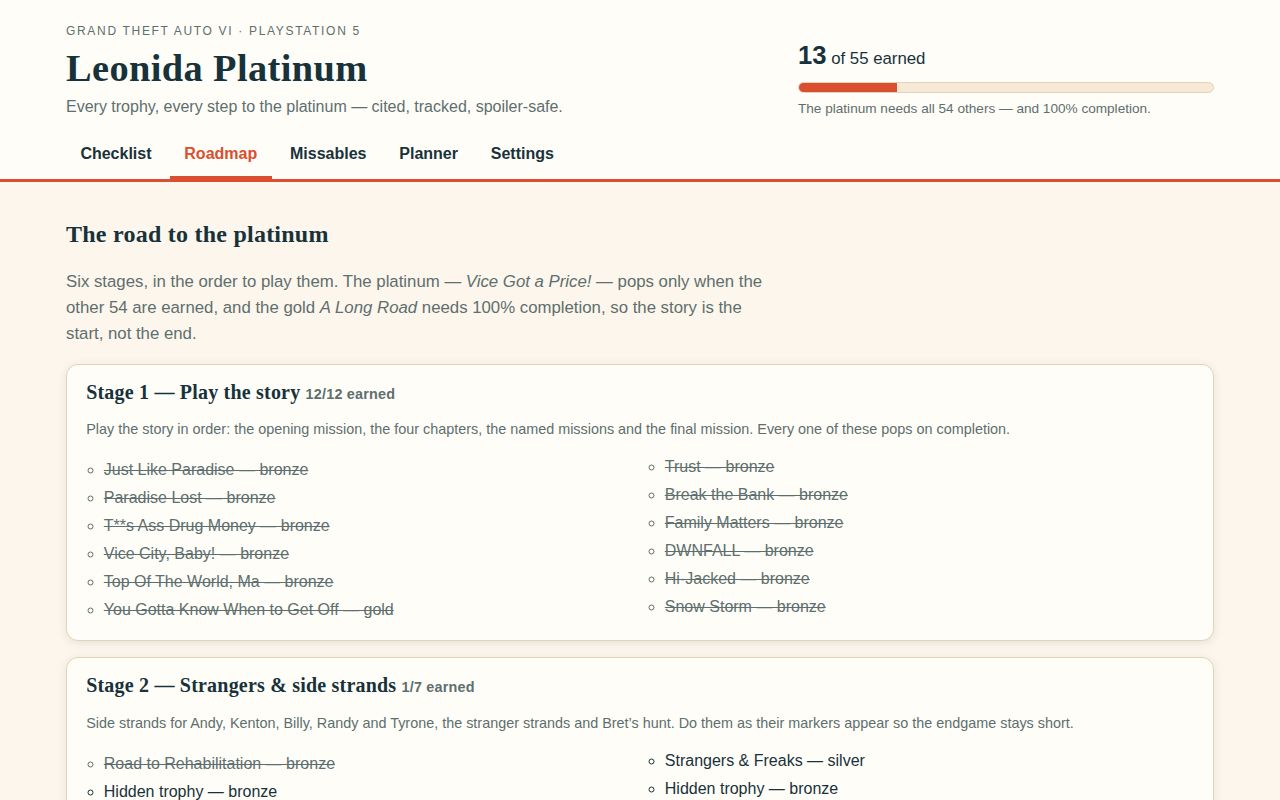 GRAND THEFT AUTO VI · PLAYSTATION 5
Leonida Platinum
Every trophy, every step to the platinum — cited, tracked, spoiler-safe.
13 of 55 earned
The platinum needs all 54 others — and 100% completion.
Checklist Roadmap Missables Planner Settings
The road to the platinum
Six stages, in the order to play them. The platinum — Vice Got a Price! — pops only when the
other 54 are earned, and the gold A Long Road needs 100% completion, so the story is the
start, not the end.
Stage 1 — Play the story 12/12 earned
Play the story in order: the opening mission, the four chapters, the named missions and the final mission. Every one of these pops on completion.
Just Like Paradise — bronze
Paradise Lost — bronze
T**s Ass Drug Money — bronze
Vice City, Baby! — bronze
Top Of The World, Ma — bronze
You Gotta Know When to Get Off — gold
Trust — bronze
Break the Bank — bronze
Family Matters — bronze
DWNFALL — bronze
Hi-Jacked — bronze
Snow Storm — bronze
Stage 2 — Strangers & side strands 1/7 earned
Side strands for Andy, Kenton, Billy, Randy and Tyrone, the stranger strands and Bret’s hunt. Do them as their markers appear so the endgame stays short.
Road to Rehabilitation — bronze
Hidden trophy — bronze
Strangers & Freaks — silver
Hidden trophy — bronze